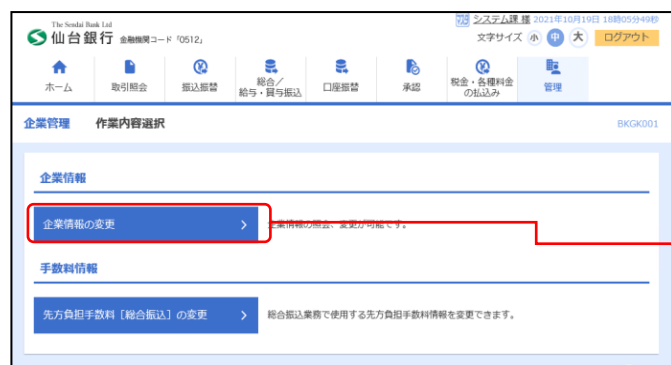 The Sendai Bank Ltd
仙台銀行 金融機関コード「0512」
システム課 様 2021年10月19日 18時05分49秒
文字サイズ 小 中 大 ログアウト
ホーム
取引照会
振込振替
総合/
給与・賞与振込
口座振替
承認
税金・各種料金
の払込み
管理
企業管理 作業内容選択 BKGK001
企業情報
企業情報の変更 企業情報の照会、変更が可能です。
手数料情報
先方負担手数料［総合振込］の変更 総合振込業務で使用する先方負担手数料情報を変更できます。